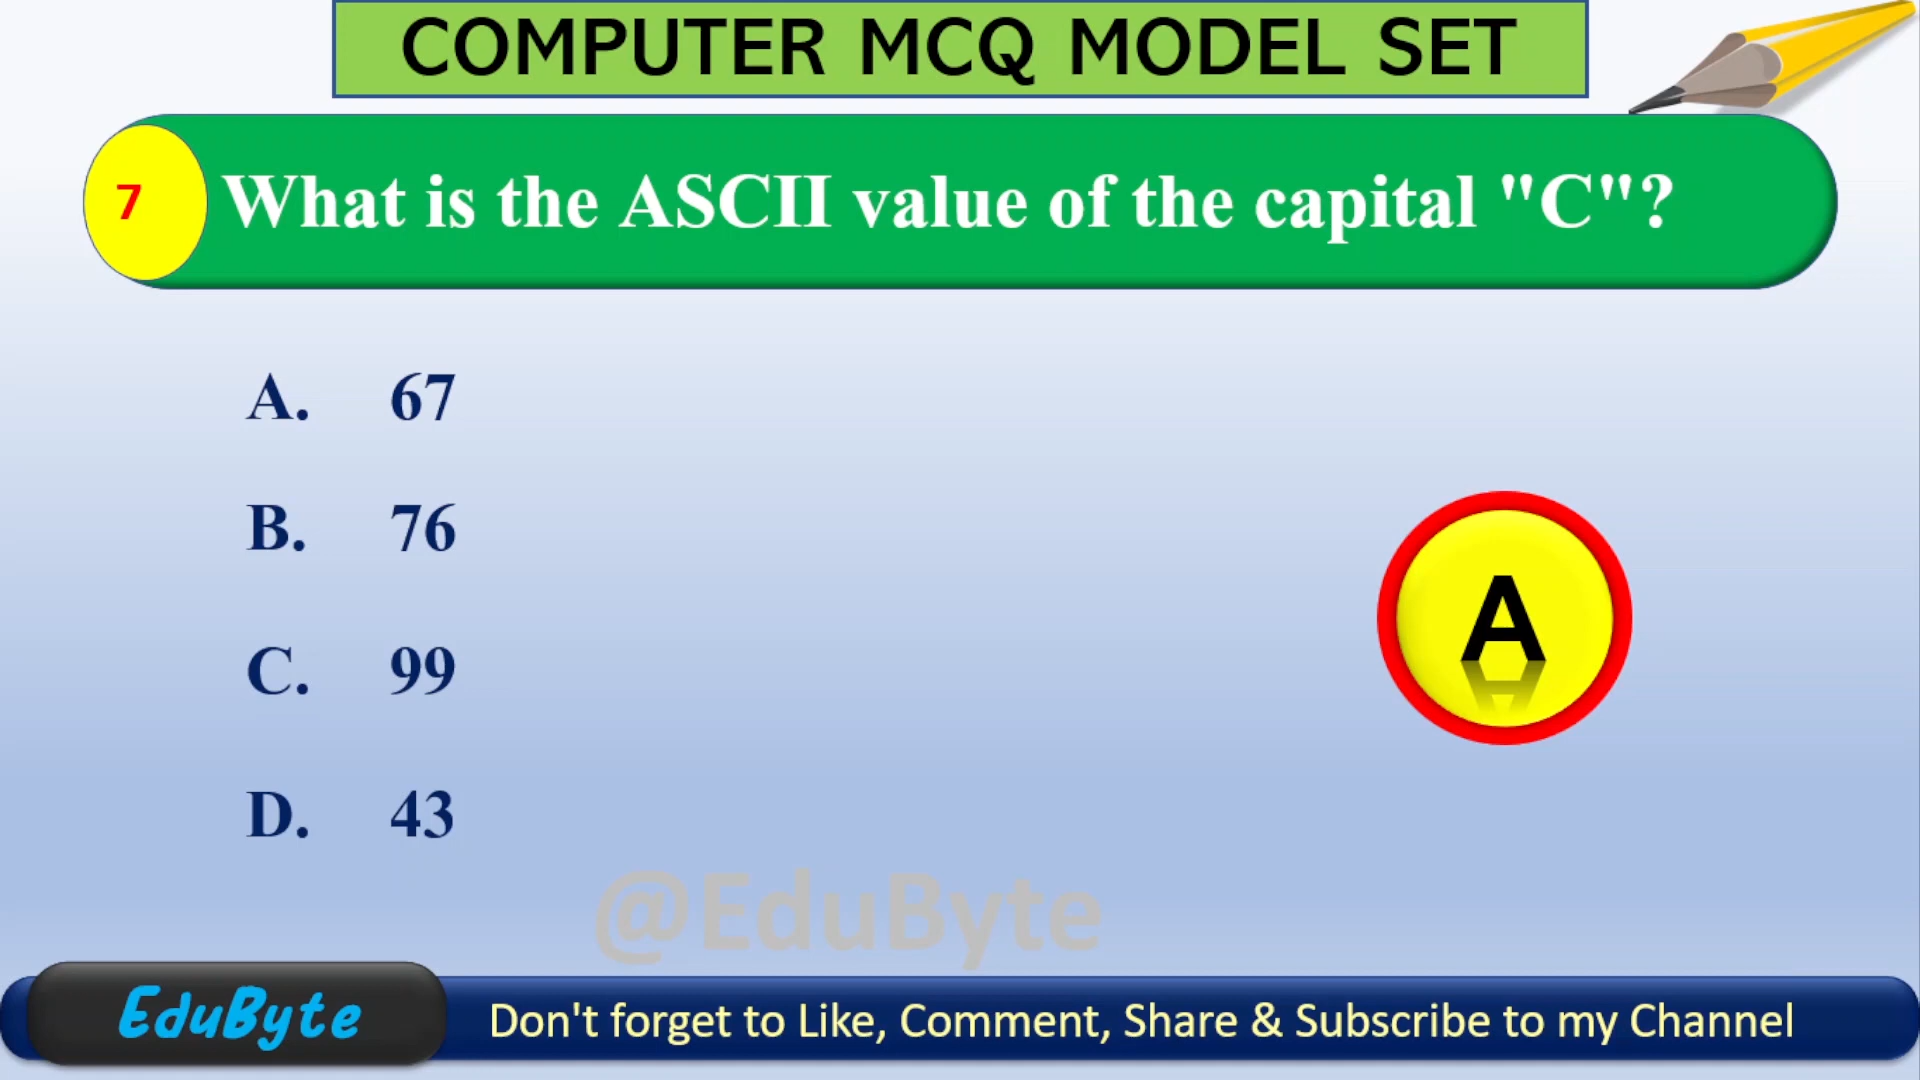 COMPUTER MCQ MODEL SET
7 What is the ASCII value of the capital "C"?
A. 67
B. 76
C. 99
D. 43
A
@EduByte
EduByte
Don't forget to Like, Comment, Share & Subscribe to my Channel